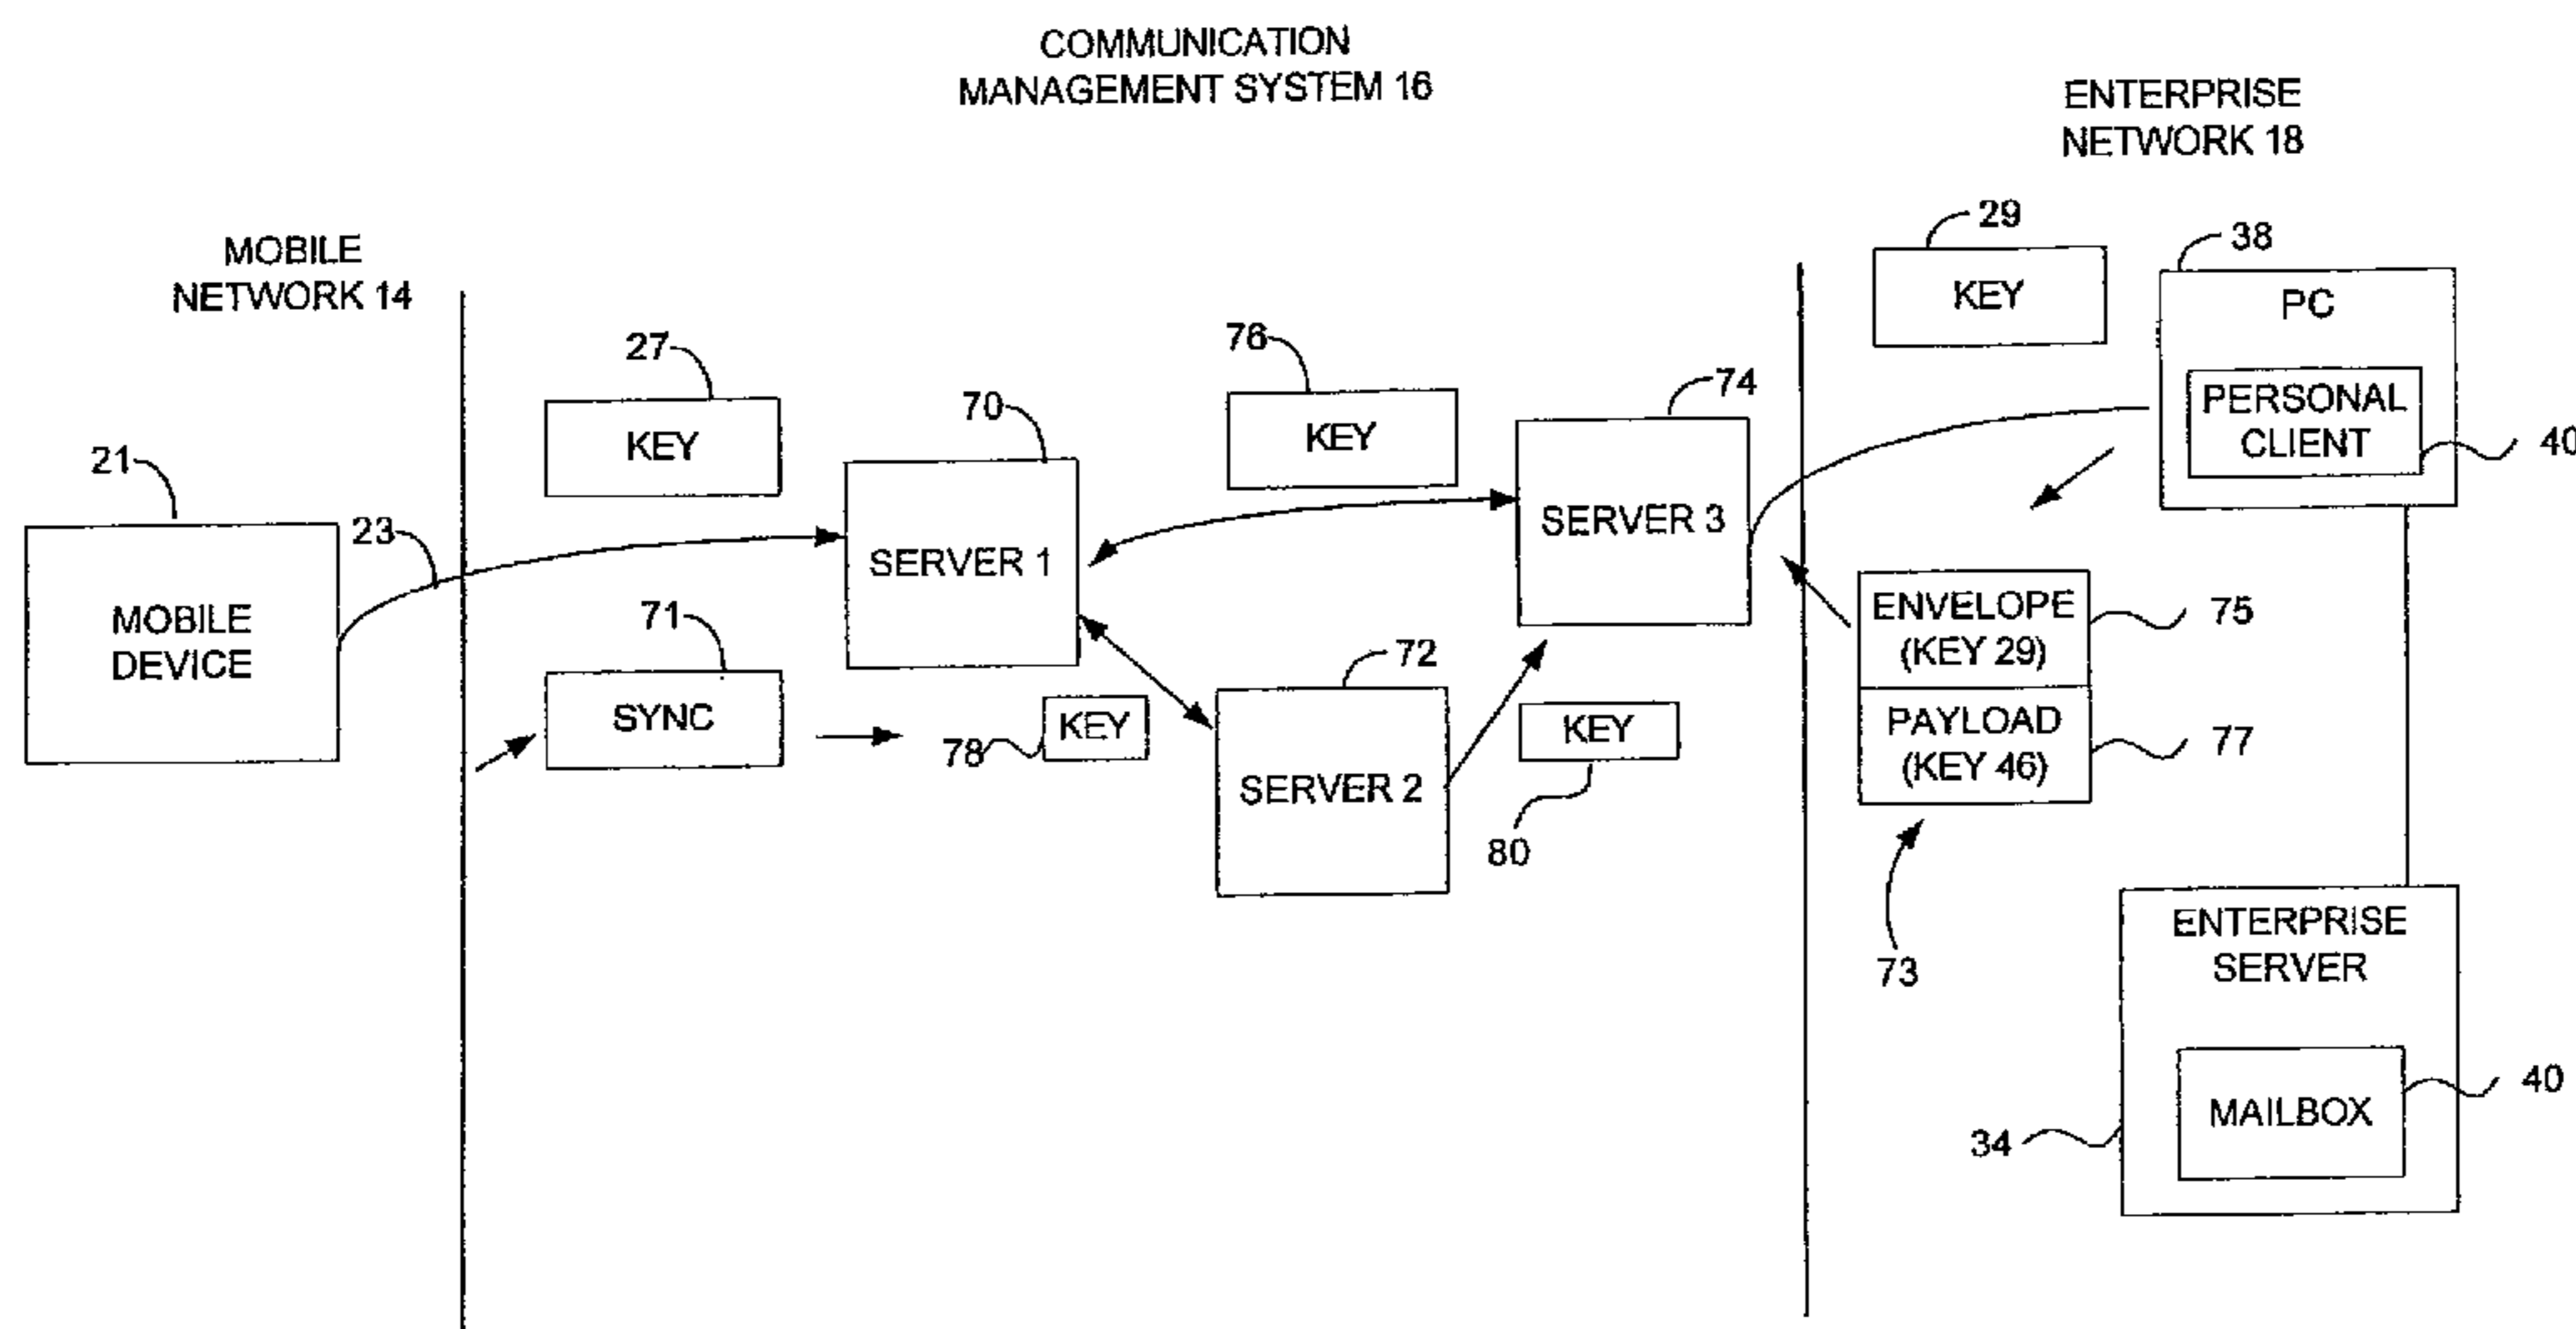 COMMUNICATION
MANAGEMENT SYSTEM 16
ENTERPRISE
NETWORK 18
MOBILE
NETWORK 14
29
KEY
38
PC
PERSONAL
CLIENT
40
27
KEY
76
KEY
70
SERVER 1
74
SERVER 3
21
MOBILE
DEVICE
23
71
SYNC
78
KEY
72
SERVER 2
KEY
80
ENVELOPE
(KEY 29)
75
PAYLOAD
(KEY 46)
77
73
ENTERPRISE
SERVER
MAILBOX
40
34